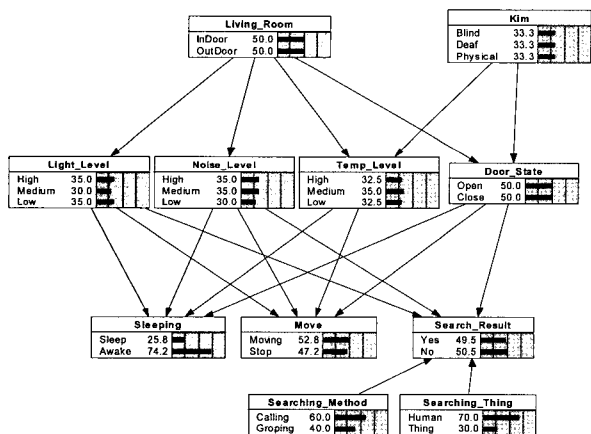 Living_Room
InDoor 50.0
OutDoor 50.0
Kim
Blind 33.3
Deaf 33.3
Physical 33.3
Light_Level
High 35.0
Medium 30.0
Low 35.0
Noise_Level
High 35.0
Medium 35.0
Low 30.0
Temp_Level
High 32.5
Medium 35.0
Low 32.5
Door_State
Open 50.0
Close 50.0
Sleeping
Sleep 25.8
Awake 74.2
Move
Moving 52.8
Stop 47.2
Search_Result
Yes 49.5
No 50.5
Searching_Method
Calling 60.0
Groping 40.0
Searching_Thing
Human 70.0
Thing 30.0